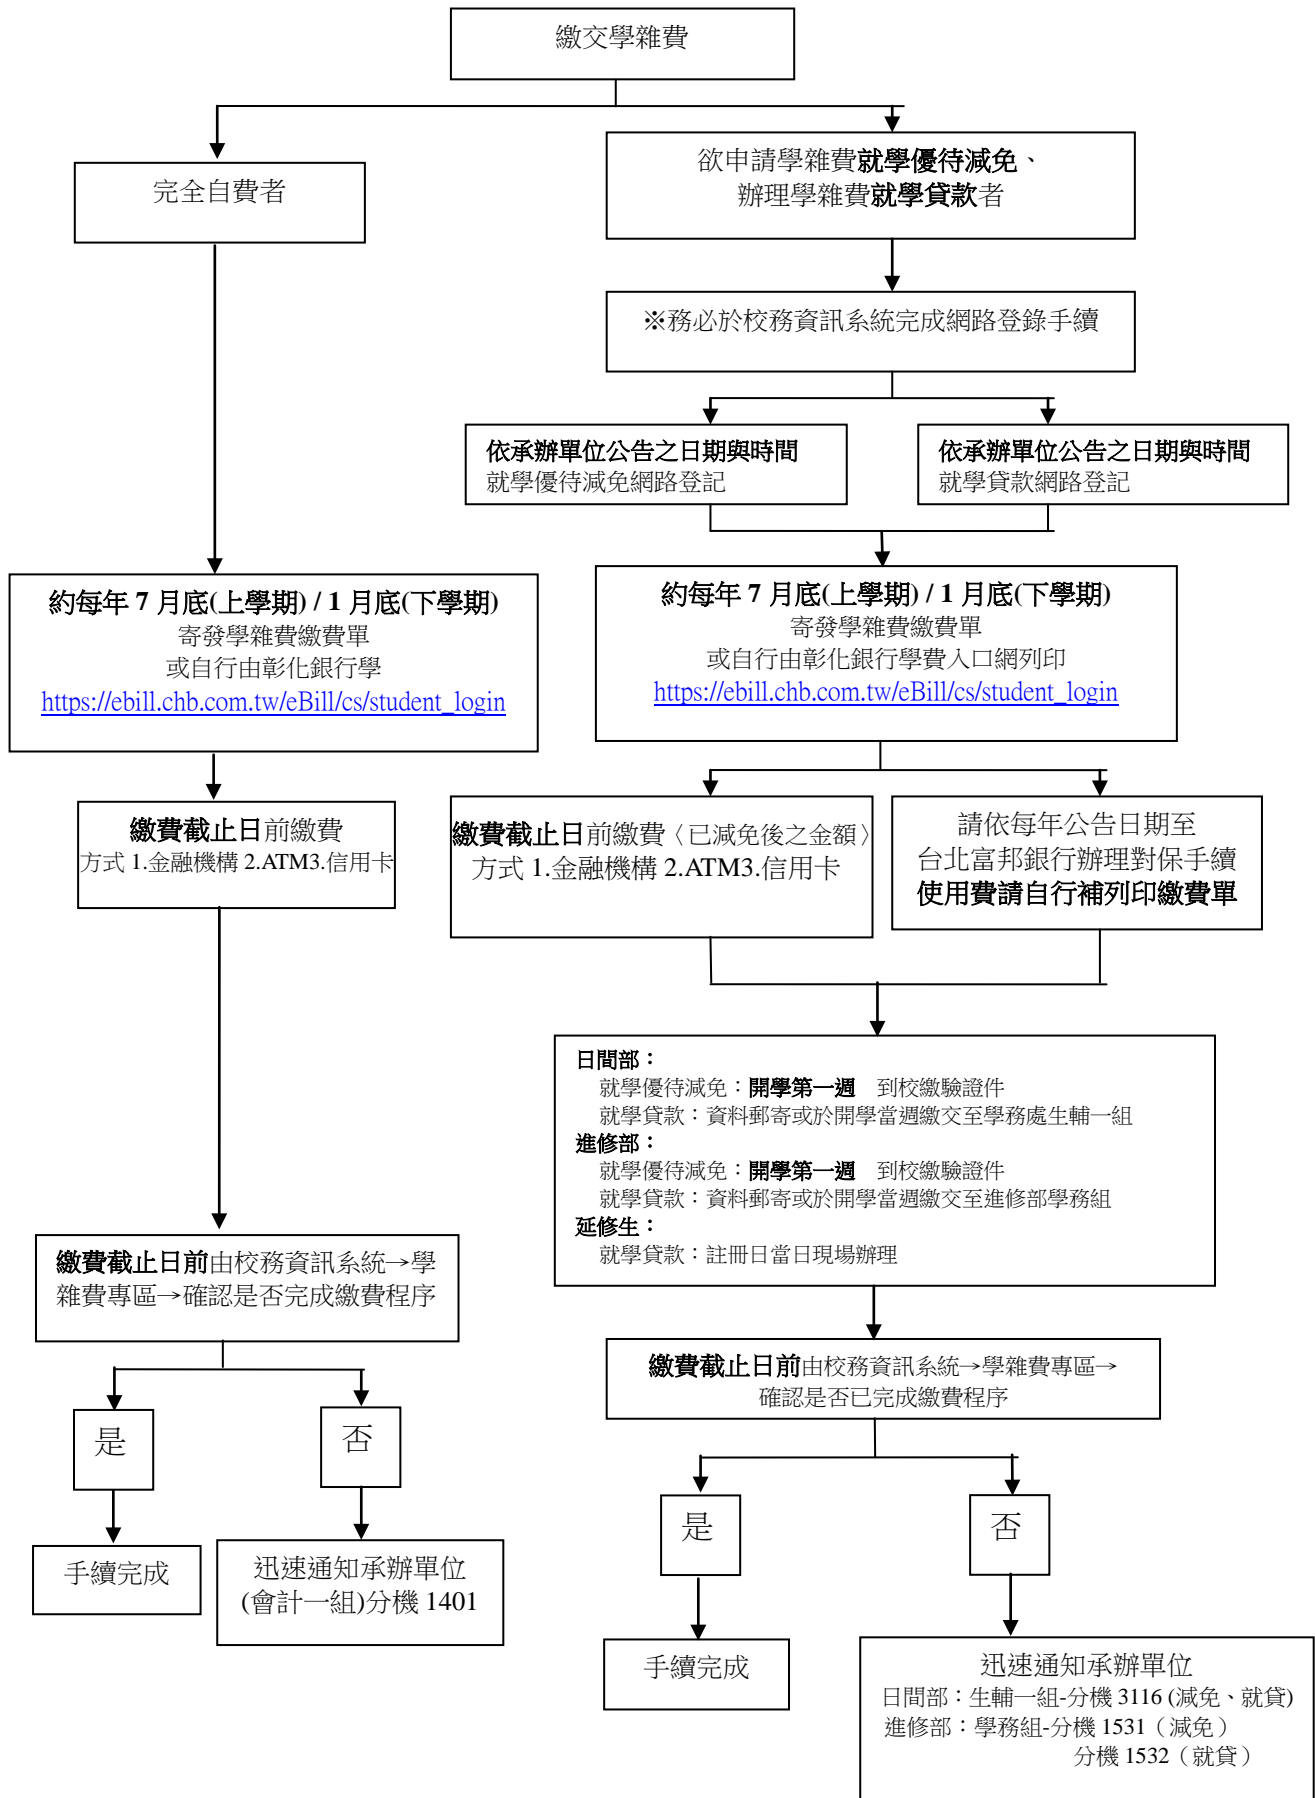 繳交學雜費
完全自費者
欲申請學雜費就學優待減免、
辦理學雜費就學貸款者
※務必於校務資訊系統完成網路登錄手續
依承辦單位公告之日期與時間
就學優待減免網路登記
依承辦單位公告之日期與時間
就學貸款網路登記
約每年 7 月底(上學期) / 1 月底(下學期)
寄發學雜費繳費單
或自行由彰化銀行學
https://ebill.chb.com.tw/eBill/cs/student_login
約每年 7 月底(上學期) / 1 月底(下學期)
寄發學雜費繳費單
或自行由彰化銀行學費入口網列印
https://ebill.chb.com.tw/eBill/cs/student_login
繳費截止日前繳費
方式 1.金融機構 2.ATM3.信用卡
繳費截止日前繳費〈已減免後之金額〉
方式 1.金融機構 2.ATM3.信用卡
請依每年公告日期至
台北富邦銀行辦理對保手續
使用費請自行補列印繳費單
日間部：
就學優待減免：開學第一週　到校繳驗證件
就學貸款：資料郵寄或於開學當週繳交至學務處生輔一組
進修部：
就學優待減免：開學第一週　到校繳驗證件
就學貸款：資料郵寄或於開學當週繳交至進修部學務組
延修生：
就學貸款：註冊日當日現場辦理
繳費截止日前由校務資訊系統→學
雜費專區→確認是否完成繳費程序
繳費截止日前由校務資訊系統→學雜費專區→
確認是否已完成繳費程序
是
否
手續完成
迅速通知承辦單位
(會計一組)分機 1401
是
否
手續完成
迅速通知承辦單位
日間部：生輔一組-分機 3116 (減免、就貸)
進修部：學務組-分機 1531（減免）
分機 1532（就貸）